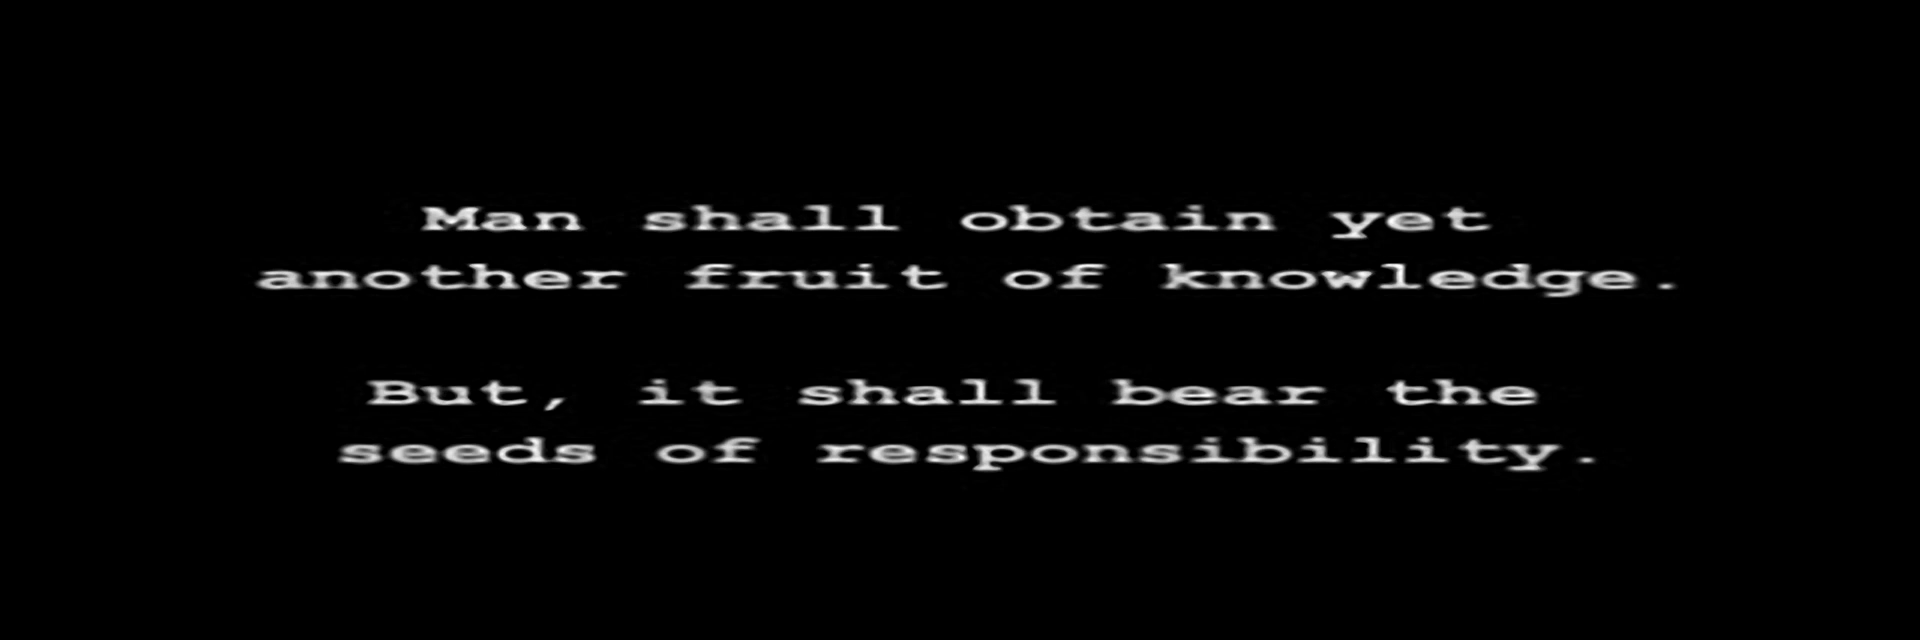 Man shall obtain yet
another fruit of knowledge.
But, it shall bear the
seeds of responsibility.